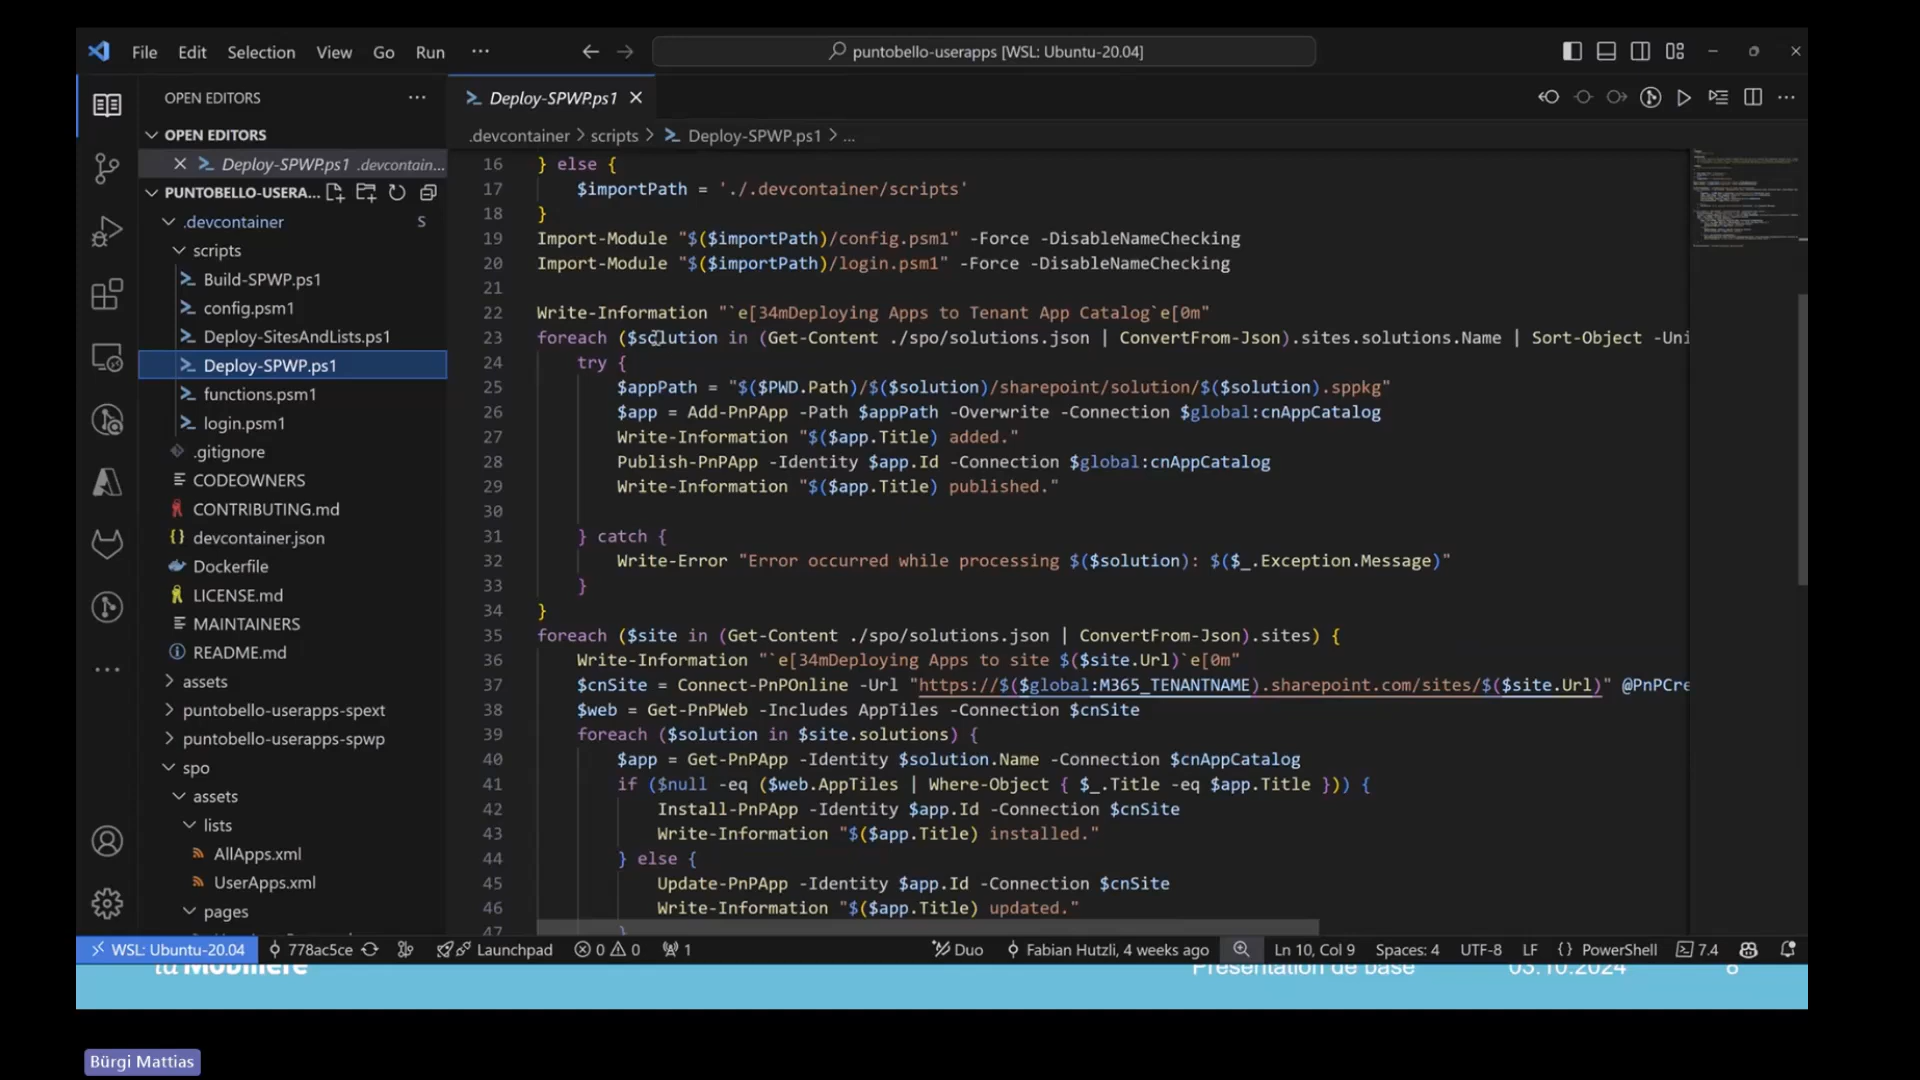 File Edit Selection View Go Run ···
puntobello-userapps [WSL: Ubuntu-20.04]
OPEN EDITORS ···
Deploy-SPWP.ps1
OPEN EDITORS
.devcontainer > scripts > Deploy-SPWP.ps1 > ...
Deploy-SPWP.ps1 .devcontain...
PUNTOBELLO-USERA...
.devcontainer S
scripts
Build-SPWP.ps1
config.psm1
Deploy-SitesAndLists.ps1
Deploy-SPWP.ps1
functions.psm1
login.psm1
.gitignore
CODEOWNERS
CONTRIBUTING.md
devcontainer.json
Dockerfile
LICENSE.md
MAINTAINERS
README.md
assets
puntobello-userapps-spext
puntobello-userapps-spwp
spo
assets
lists
AllApps.xml
UserApps.xml
pages
16 } else {
17 $importPath = './.devcontainer/scripts'
18 }
19 Import-Module "$($importPath)/config.psm1" -Force -DisableNameChecking
20 Import-Module "$($importPath)/login.psm1" -Force -DisableNameChecking
21
22 Write-Information "`e[34mDeploying Apps to Tenant App Catalog`e[0m"
23 foreach ($solution in (Get-Content ./spo/solutions.json | ConvertFrom-Json).sites.solutions.Name | Sort-Object -Uni
24 try {
25 $appPath = "$($PWD.Path)/$($solution)/sharepoint/solution/$($solution).sppkg"
26 $app = Add-PnPApp -Path $appPath -Overwrite -Connection $global:cnAppCatalog
27 Write-Information "$($app.Title) added."
28 Publish-PnPApp -Identity $app.Id -Connection $global:cnAppCatalog
29 Write-Information "$($app.Title) published."
30
31 } catch {
32 Write-Error "Error occurred while processing $($solution): $($_.Exception.Message)"
33 }
34 }
35 foreach ($site in (Get-Content ./spo/solutions.json | ConvertFrom-Json).sites) {
36 Write-Information "`e[34mDeploying Apps to site $($site.Url)`e[0m"
37 $cnSite = Connect-PnPOnline -Url "https://$($global:M365_TENANTNAME).sharepoint.com/sites/$($site.Url)" @PnPCre
38 $web = Get-PnPWeb -Includes AppTiles -Connection $cnSite
39 foreach ($solution in $site.solutions) {
40 $app = Get-PnPApp -Identity $solution.Name -Connection $cnAppCatalog
41 if ($null -eq ($web.AppTiles | Where-Object { $_.Title -eq $app.Title })) {
42 Install-PnPApp -Identity $app.Id -Connection $cnSite
43 Write-Information "$($app.Title) installed."
44 } else {
45 Update-PnPApp -Identity $app.Id -Connection $cnSite
46 Write-Information "$($app.Title) updated."
47 }
WSL: Ubuntu-20.04 778ac5ce Launchpad 0 0 1 Duo Fabian Hutzli, 4 weeks ago Ln 10, Col 9 Spaces: 4 UTF-8 LF {} PowerShell 7.4
la Mobilière Présentation de base 03.10.2024 6
Bürgi Mattias